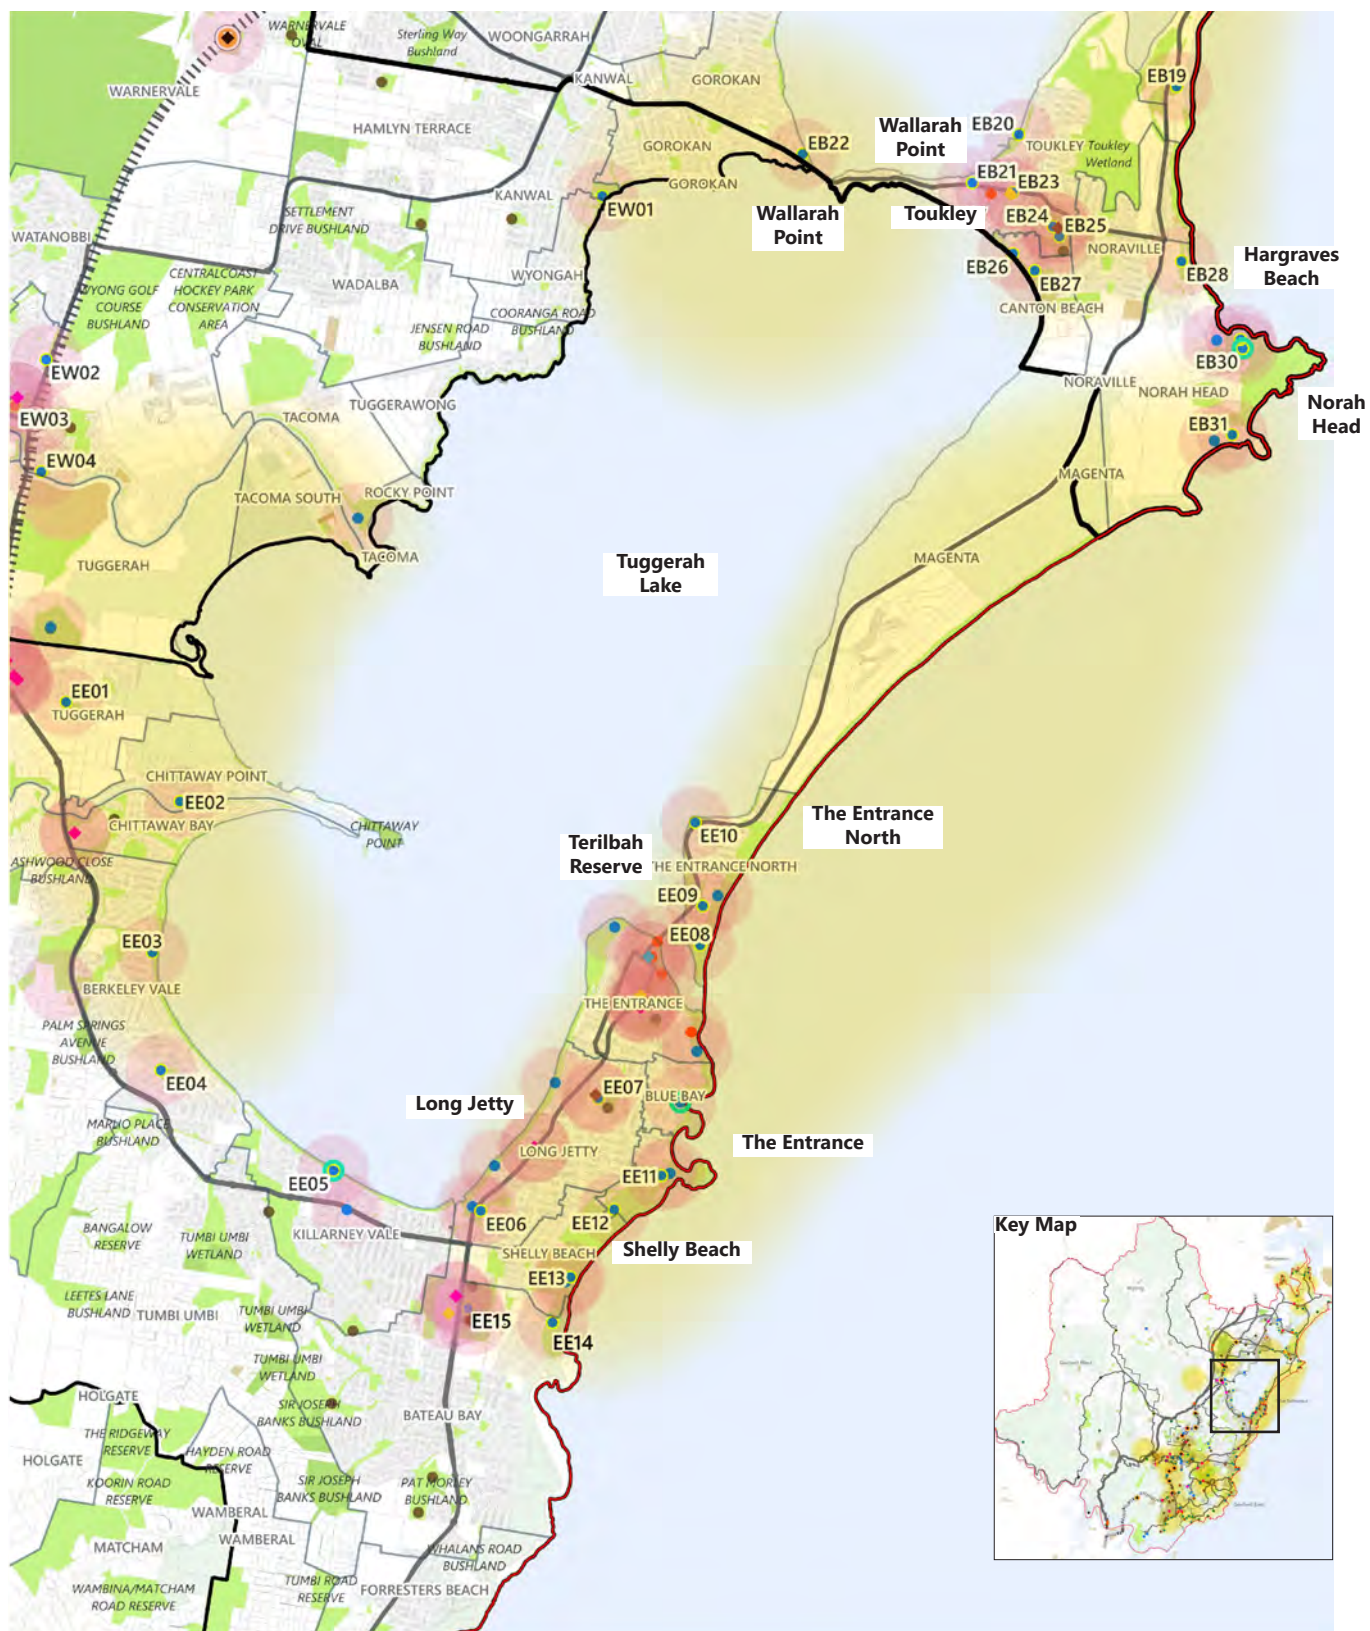 WARNERVALE
OVAL
Sterling Way
Bushland
WOONGARRAH
KANWAL
GOROKAN
WARNERVALE
HAMLYN TERRACE
GOROKAN
GOROKAN
EB22
EB19
Wallarah
Point
EB20
TOUKLEY
Toukley
Wetland
EB21
EB23
Toukley
EB24
EB25
Wallarah
Point
KANWAL
EW01
SETTLEMENT
DRIVE BUSHLAND
WATANOBBI
NORAVILLE
EB26
EB27
EB28
Hargraves
Beach
CANTON BEACH
WYONG GOLF
COURSE
BUSHLAND
CENTRALCOAST
HOCKEY PARK
CONSERVATION
AREA
WADALBA
WYONGAH
COORANGA ROAD
BUSHLAND
JENSEN ROAD
BUSHLAND
EB30
EW02
NORAVILLE
NORAH HEAD
Norah
Head
EW03
TACOMA
TUGGERAWONG
EB31
EW04
MAGENTA
TACOMA SOUTH
ROCKY POINT
TUGGERAH
TACOMA
Tuggerah
Lake
MAGENTA
EE01
TUGGERAH
CHITTAWAY POINT
EE02
CHITTAWAY BAY
CHITTAWAY
POINT
EE10
The Entrance
North
Terilbah
Reserve
ASHWOOD CLOSE
BUSHLAND
THE ENTRANCE NORTH
EE09
EE03
EE08
BERKELEY VALE
THE ENTRANCE
PALM SPRINGS
AVENUE
BUSHLAND
EE04
EE07
BLUE BAY
Long Jetty
MARLO PLACE
BUSHLAND
The Entrance
LONG JETTY
EE05
EE11
EE06
EE12
BANGALOW
RESERVE
TUMBI UMBI
WETLAND
KILLARNEY VALE
SHELLY BEACH
Shelly Beach
Key Map
EE13
LEETES LANE
BUSHLAND
TUMBI UMBI
TUMBI UMBI
WETLAND
EE15
EE14
TUMBI UMBI
WETLAND
HOLGATE
SIR JOSEPH
BANKS BUSHLAND
BATEAU BAY
THE RIDGEWAY
RESERVE
HAYDEN ROAD
RESERVE
HOLGATE
KOORIN ROAD
RESERVE
SIR JOSEPH
BANKS BUSHLAND
PAT MORLEY
BUSHLAND
WAMBERAL
WAMBERAL
MATCHAM
WHALANS ROAD
BUSHLAND
WAMBINA/MATCHAM
ROAD RESERVE
TUMBI ROAD
RESERVE
FORRESTERS BEACH